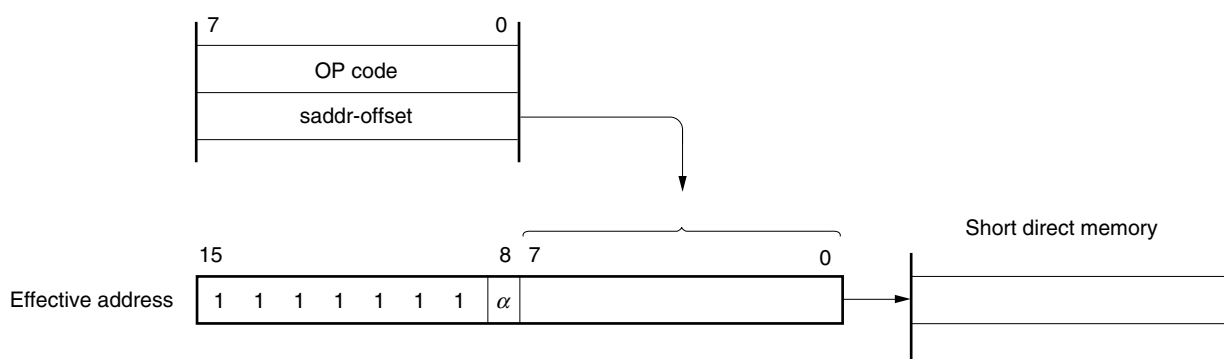 7 0
OP code
saddr-offset
Short direct memory
15 8 7 0
Effective address 1 1 1 1 1 1 1 α